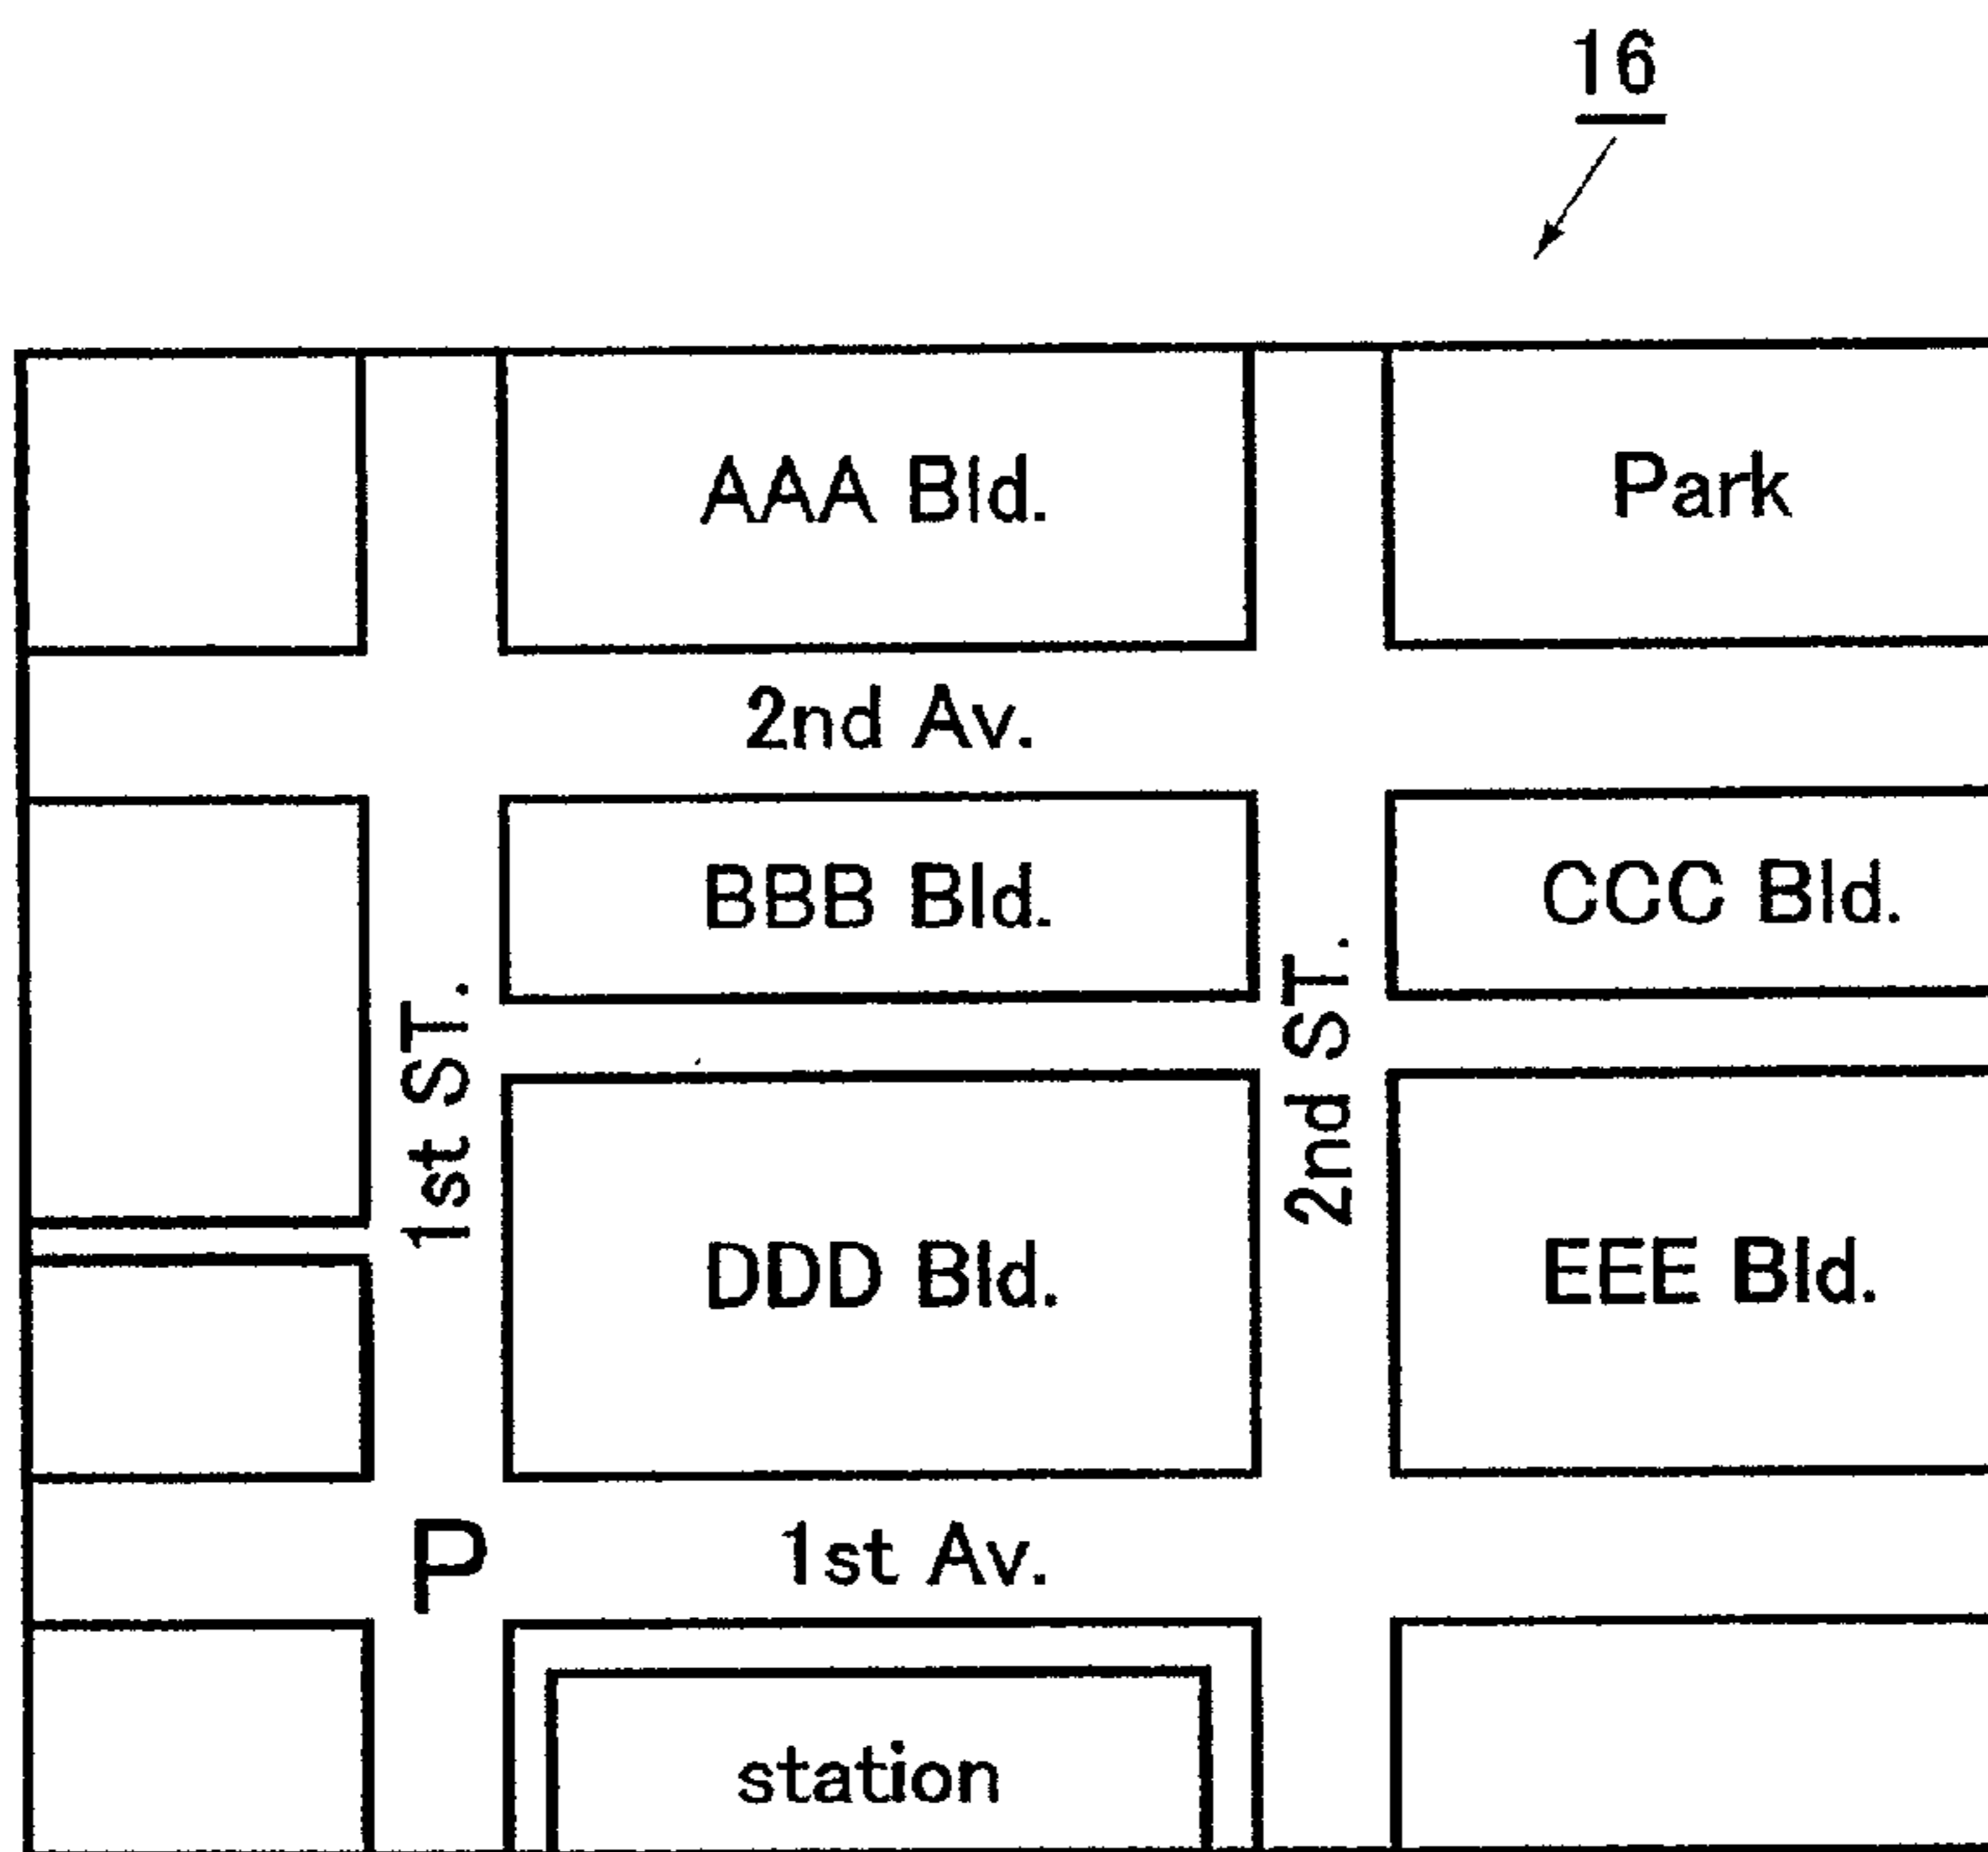 16
AAA Bld.
Park
2nd Av.
BBB Bld.
CCC Bld.
1st ST.
2nd ST.
DDD Bld.
EEE Bld.
P
1st Av.
station